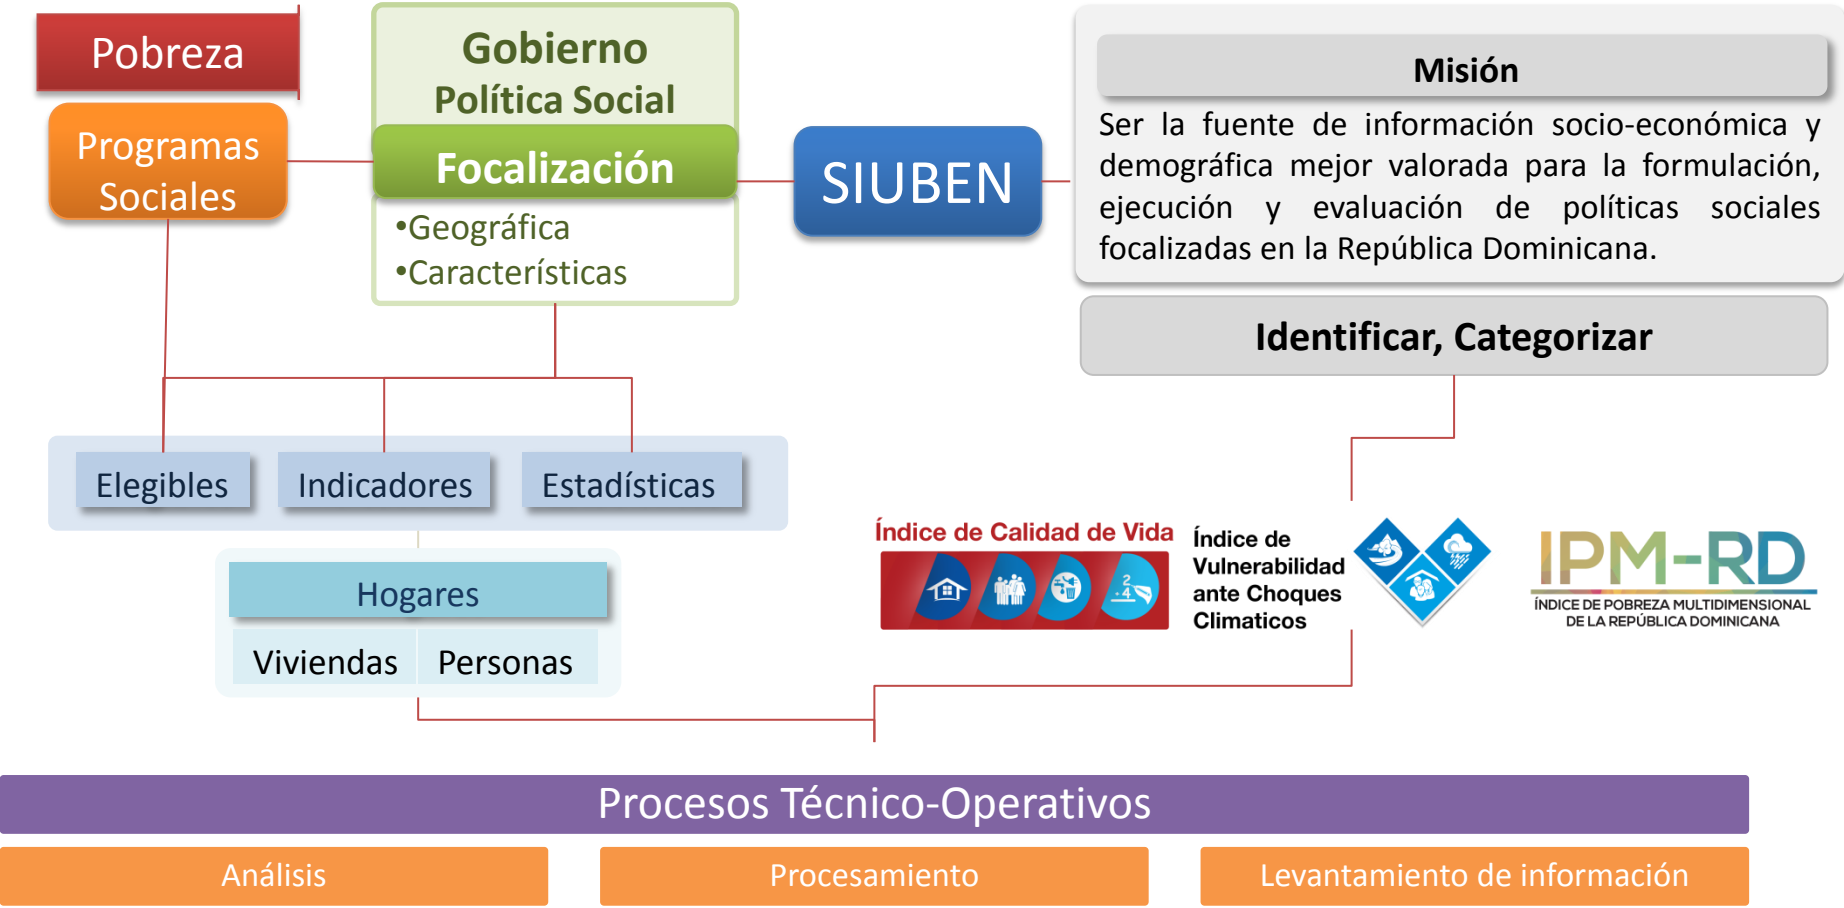 Pobreza
Programas
Sociales
Gobierno
Política Social
Focalización
•Geográfica
•Características
SIUBEN
Misión
Ser la fuente de información socio-económica y
demográfica mejor valorada para la formulación,
ejecución y evaluación de políticas sociales
focalizadas en la República Dominicana.
Identificar, Categorizar
Elegibles
Indicadores
Estadísticas
Hogares
Viviendas
Personas
Índice de Calidad de Vida
2
.4
Índice de
Vulnerabilidad
ante Choques
Climaticos
IPM-RD
ÍNDICE DE POBREZA MULTIDIMENSIONAL
DE LA REPÚBLICA DOMINICANA
Procesos Técnico-Operativos
Análisis
Procesamiento
Levantamiento de información